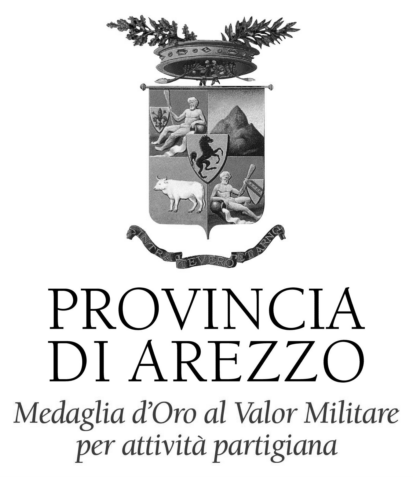 PROVINCIA
DI AREZZO
Medaglia d'Oro al Valor Militare
per attività partigiana